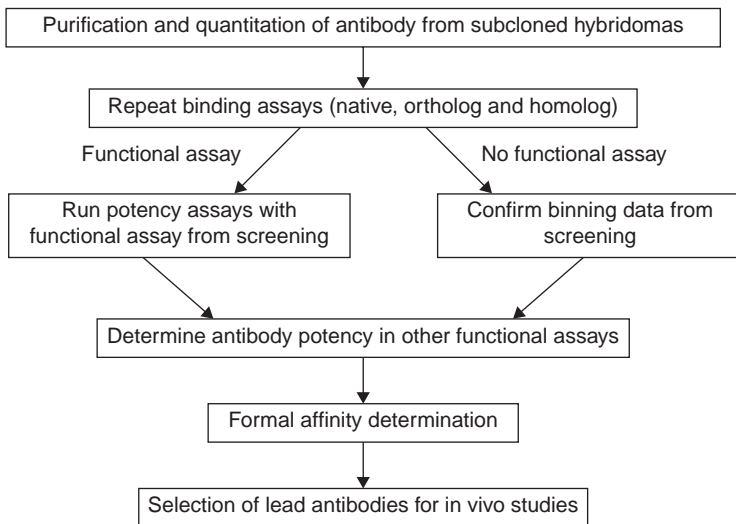 Purification and quantitation of antibody from subcloned hybridomas
Repeat binding assays (native, ortholog and homolog)
Functional assay
No functional assay
Run potency assays with
functional assay from screening
Confirm binning data from
screening
Determine antibody potency in other functional assays
Formal affinity determination
Selection of lead antibodies for in vivo studies